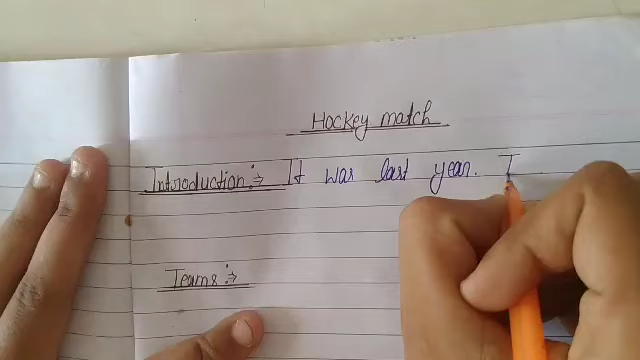 Hockey match
Introduction :→ It was last year. I
Teams :→